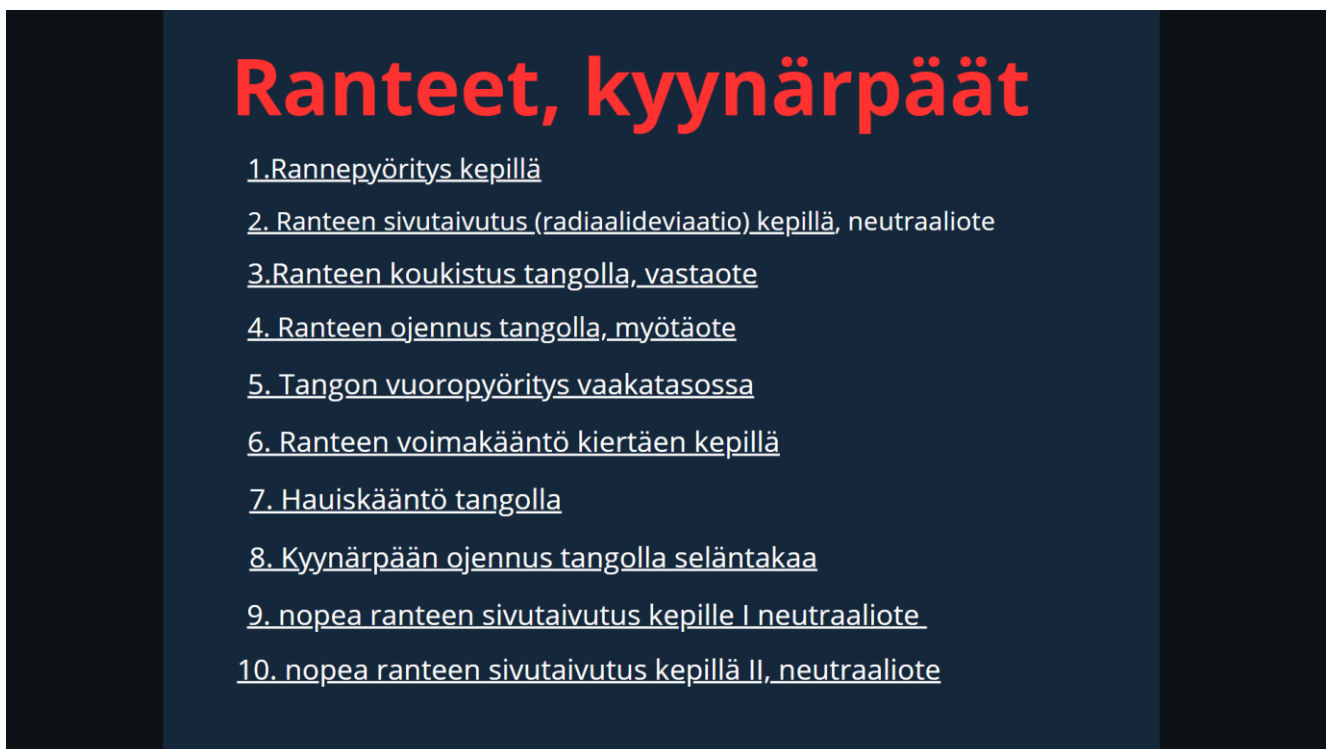 Ranteet, kyynärpäät
1.Rannepyöritys kepillä
2. Ranteen sivutaivutus (radiaalideviaatio) kepillä, neutraaliote
3.Ranteen koukistus tangolla, vastaote
4. Ranteen ojennus tangolla, myötäote
5. Tangon vuoropyöritys vaakatasossa
6. Ranteen voimakääntö kiertäen kepillä
7. Hauiskääntö tangolla
8. Kyynärpään ojennus tangolla seläntakaa
9. nopea ranteen sivutaivutus kepille I neutraaliote
10. nopea ranteen sivutaivutus kepillä II, neutraaliote